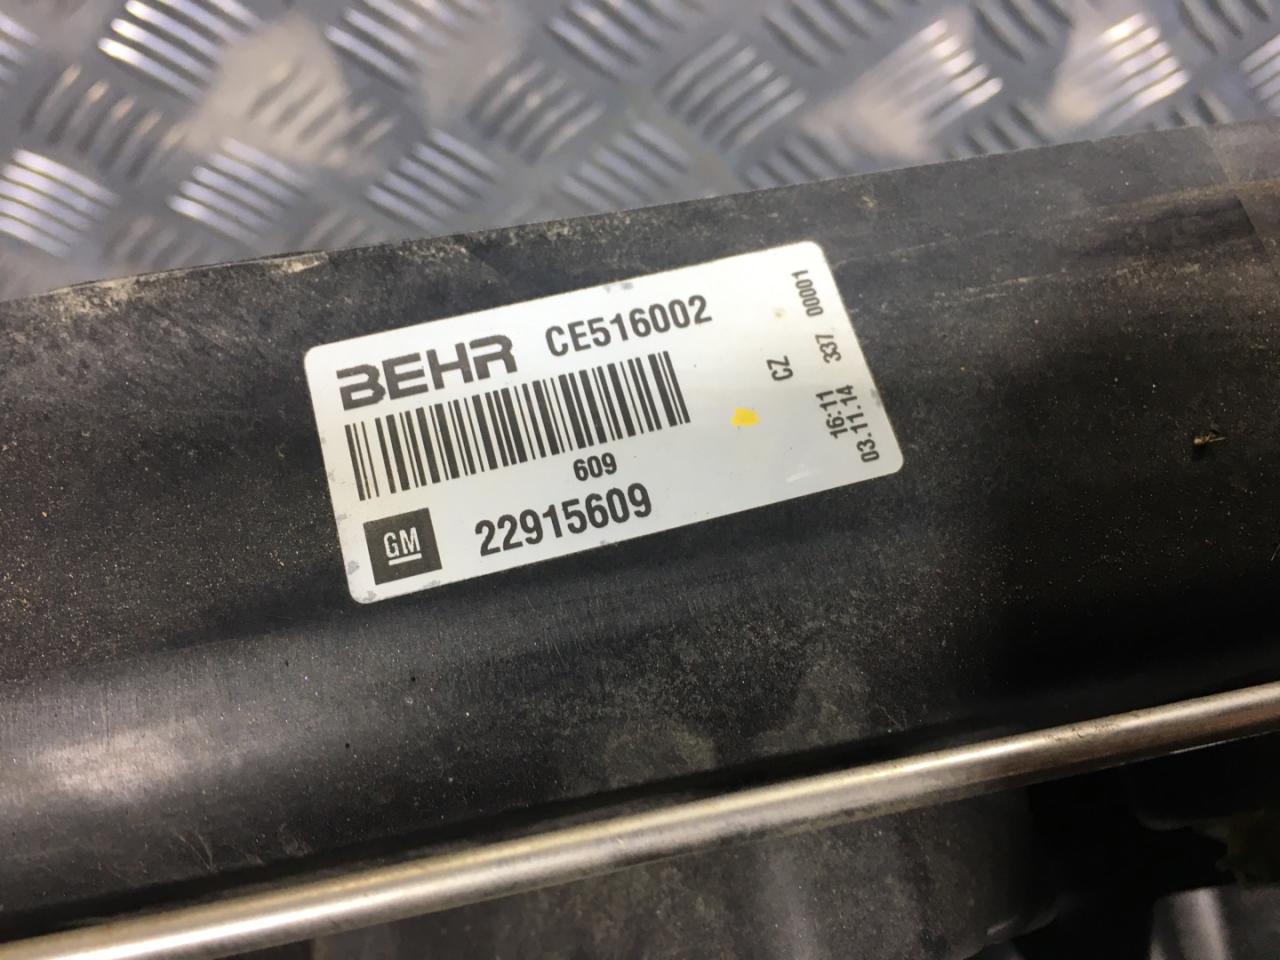 BEHR CE516002
609
GM 22915609
CZ
16:11
03.11.14 337 00001